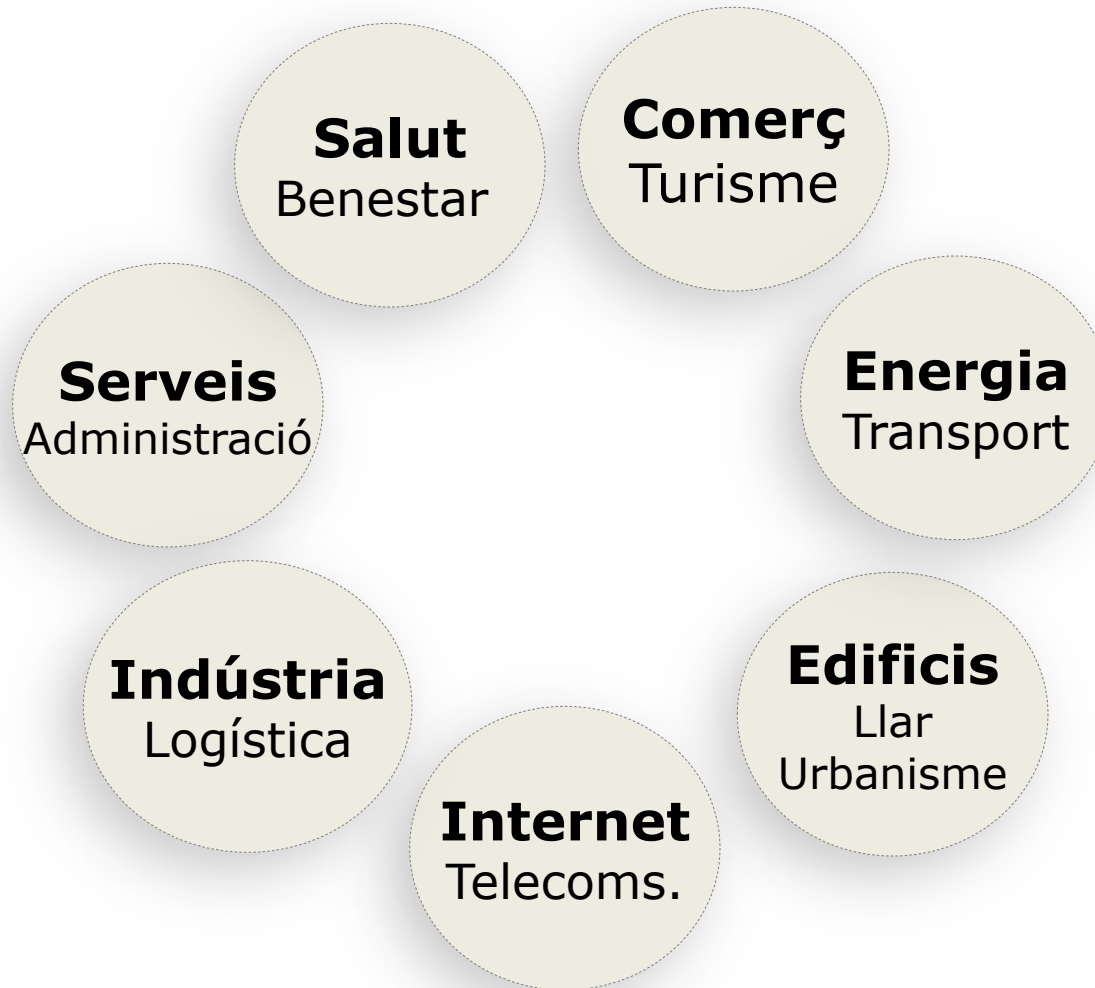 Salut
Benestar
Comerç
Turisme
Energia
Transport
Edificis
Llar
Urbanisme
Internet
Telecoms.
Indústria
Logística
Serveis
Administració